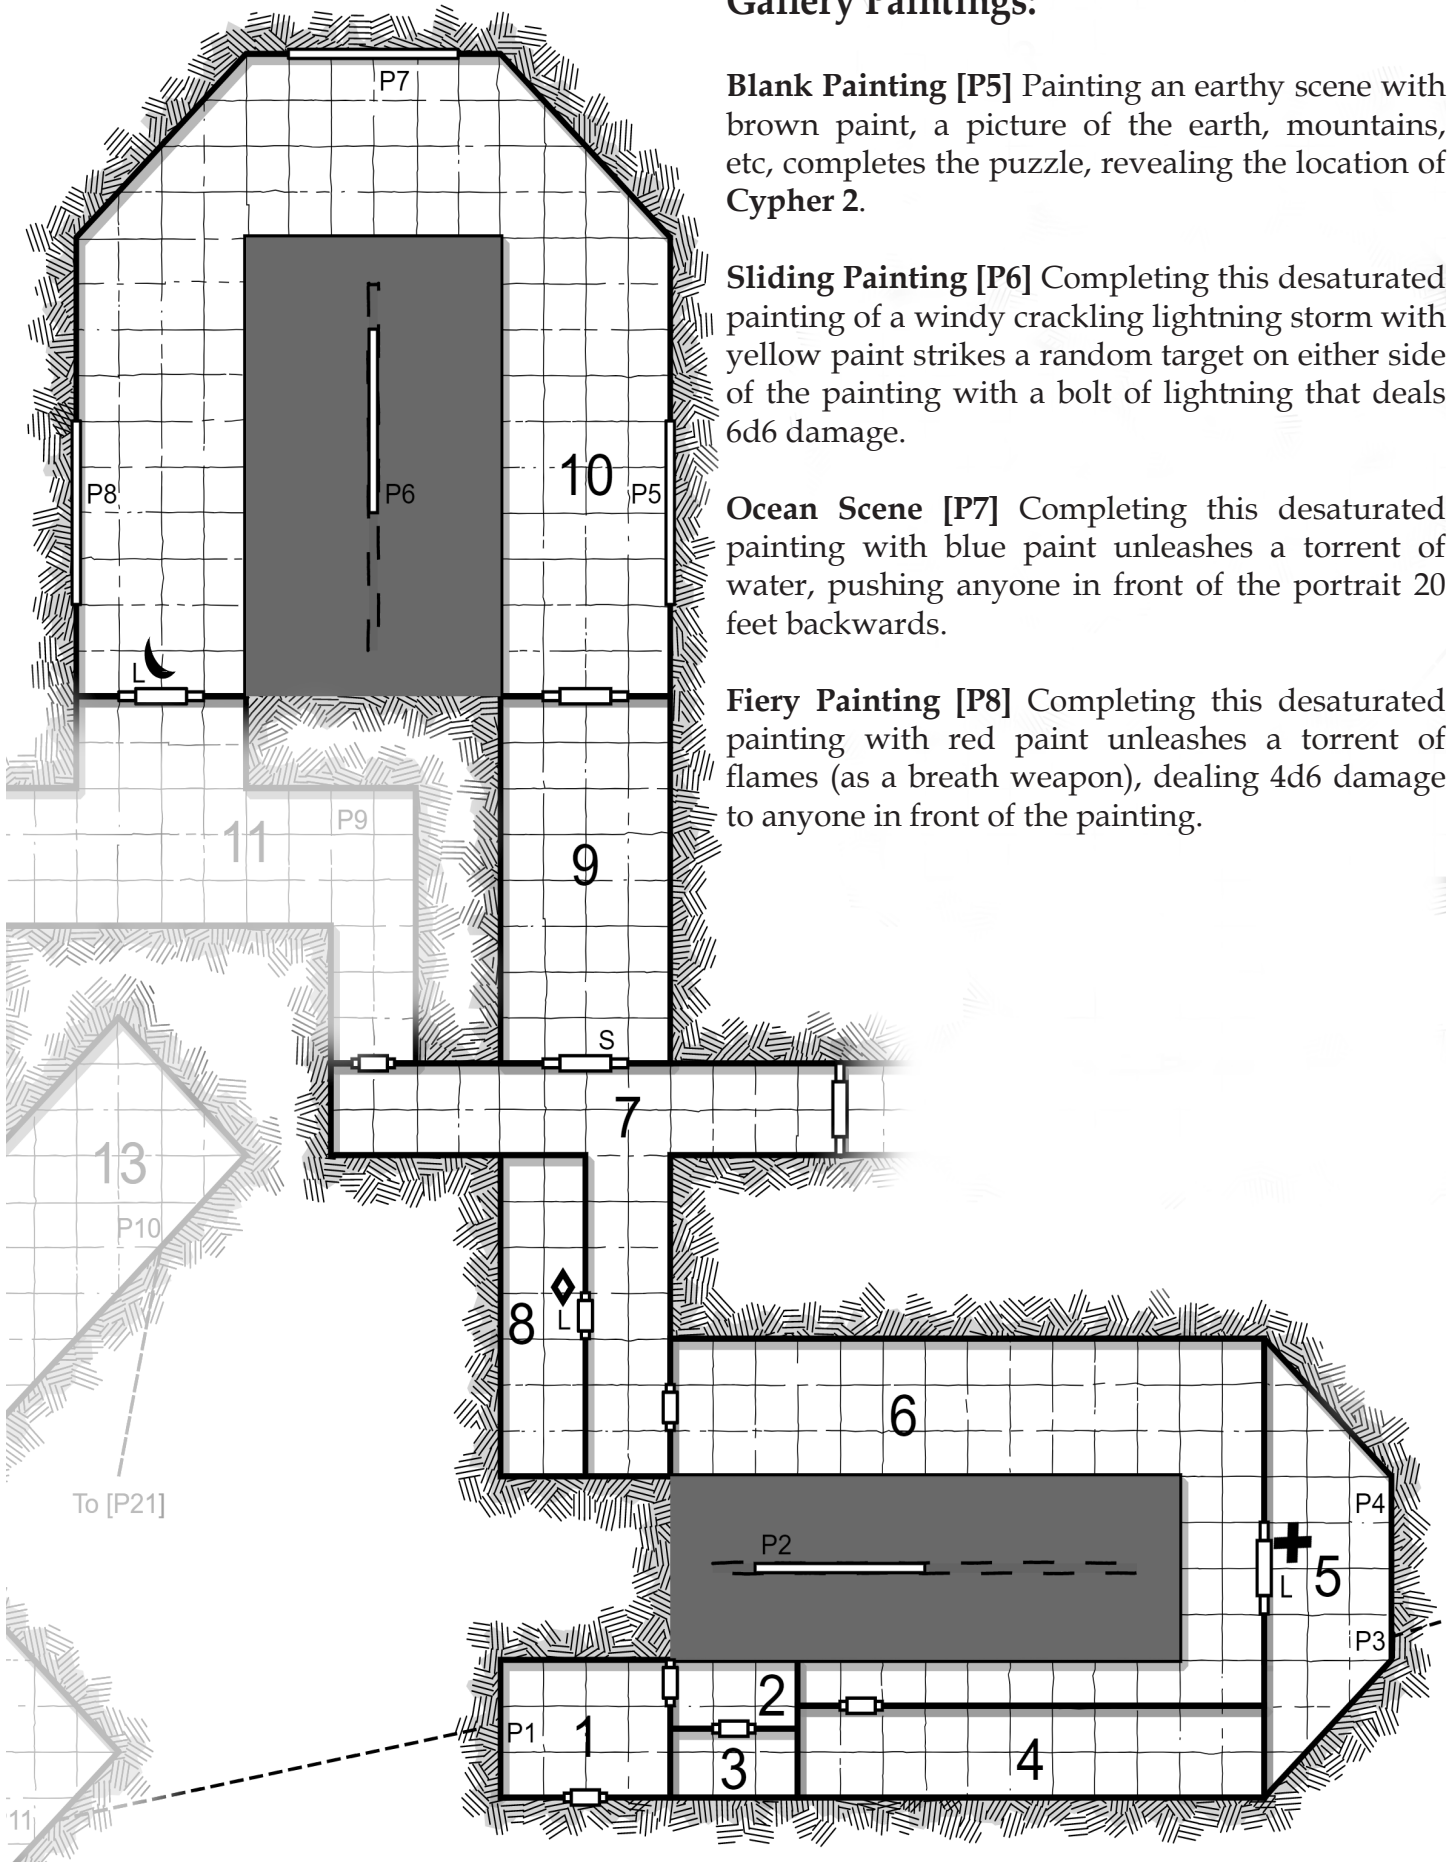 Gallery Paintings:
Blank Painting [P5] Painting an earthy scene with
brown paint, a picture of the earth, mountains,
etc, completes the puzzle, revealing the location of
Cypher 2.
Sliding Painting [P6] Completing this desaturated
painting of a windy crackling lightning storm with
yellow paint strikes a random target on either side
of the painting with a bolt of lightning that deals
6d6 damage.
Ocean Scene [P7] Completing this desaturated
painting with blue paint unleashes a torrent of
water, pushing anyone in front of the portrait 20
feet backwards.
Fiery Painting [P8] Completing this desaturated
painting with red paint unleashes a torrent of
flames (as a breath weapon), dealing 4d6 damage
to anyone in front of the painting.
P7
10
P8
P6
P5
L
P9
11
9
S
7
13
P10
8
L
6
To [P21]
P4
P2
5
L
P3
2
P1
1
3
4
11